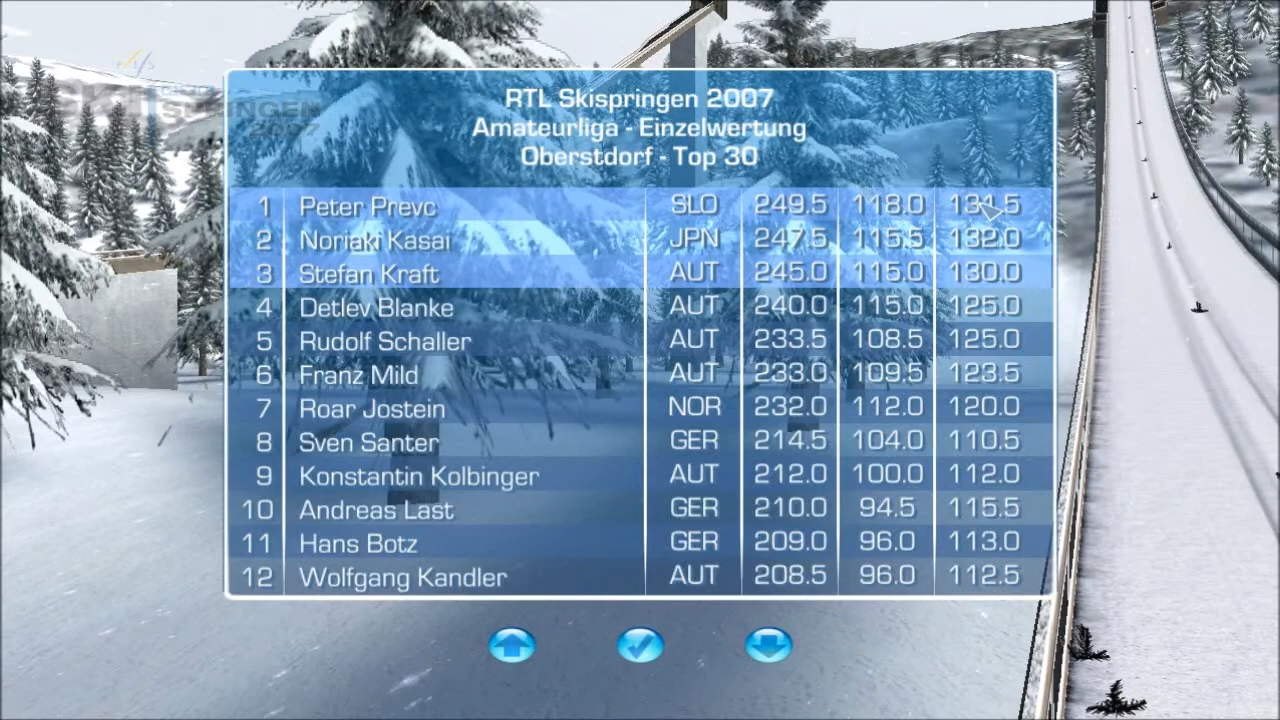 RTL Skispringen 2007
Amateurliga - Einzelwertung
Oberstdorf - Top 30
1 Peter Prevc SLO 249.5 118.0 131.5
2 Noriaki Kasai JPN 247.5 115.5 132.0
3 Stefan Kraft AUT 245.0 115.0 130.0
4 Detlev Blanke AUT 240.0 115.0 125.0
5 Rudolf Schaller AUT 233.5 108.5 125.0
6 Franz Mild AUT 233.0 109.5 123.5
7 Roar Jostein NOR 232.0 112.0 120.0
8 Sven Santer GER 214.5 104.0 110.5
9 Konstantin Kolbinger AUT 212.0 100.0 112.0
10 Andreas Last GER 210.0 94.5 115.5
11 Hans Botz GER 209.0 96.0 113.0
12 Wolfgang Kandler AUT 208.5 96.0 112.5